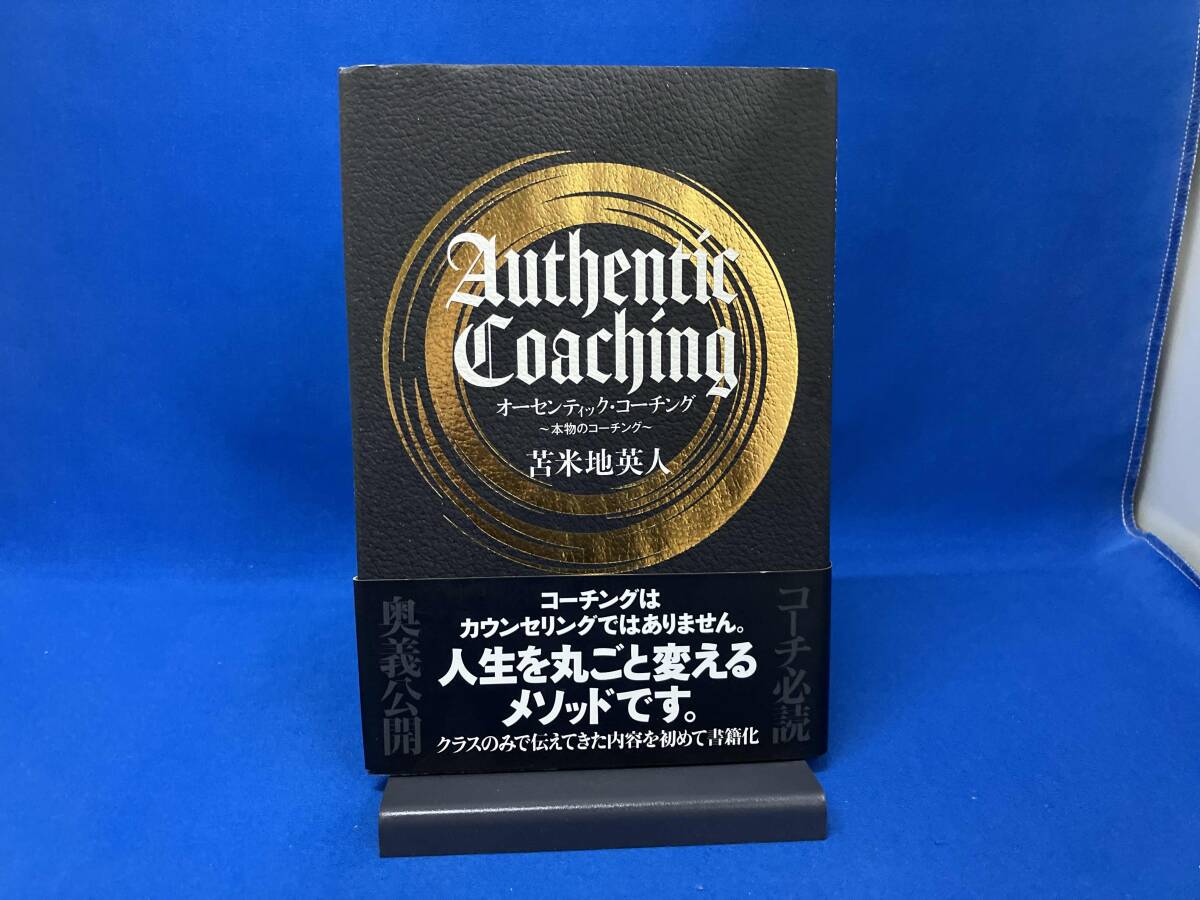 Authentic
Coaching
オーセンティック・コーチング
～本物のコーチング～
苫米地英人
コーチ必読
コーチングは
カウンセリングではありません。
人生を丸ごと変える
メソッドです。
クラスのみで伝えてきた内容を初めて書籍化
奥義公開